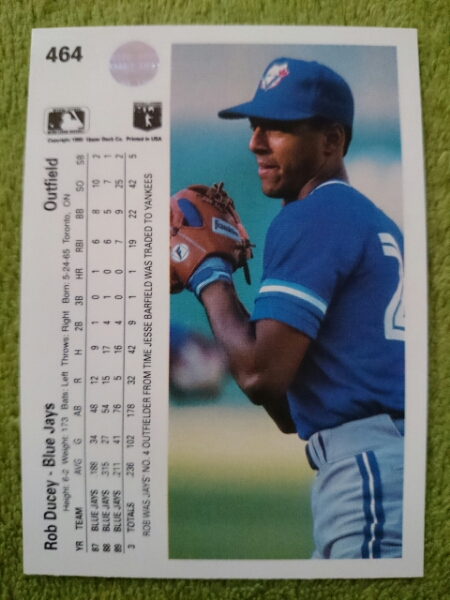 464
Copyright 1990 Upper Deck Co. Printed in USA
Rob Ducey - Blue Jays Outfield
Height: 6-2 Weight: 173 Bats: Left Throws: Right Born: 5-24-65 Toronto, ON
YR TEAM AVG G AB R H 2B 3B HR RBI BB SO SB
87 BLUE JAYS .188 34 48 12 9 1 0 1 6 8 10 2
88 BLUE JAYS .315 27 54 15 17 4 1 0 6 5 7 1
89 BLUE JAYS .211 41 76 5 16 4 0 0 7 9 25 2
3 TOTALS .236 102 178 32 42 9 1 1 19 22 42 5
ROB WAS JAYS' NO. 4 OUTFIELDER FROM TIME JESSE BARFIELD WAS TRADED TO YANKEES
2